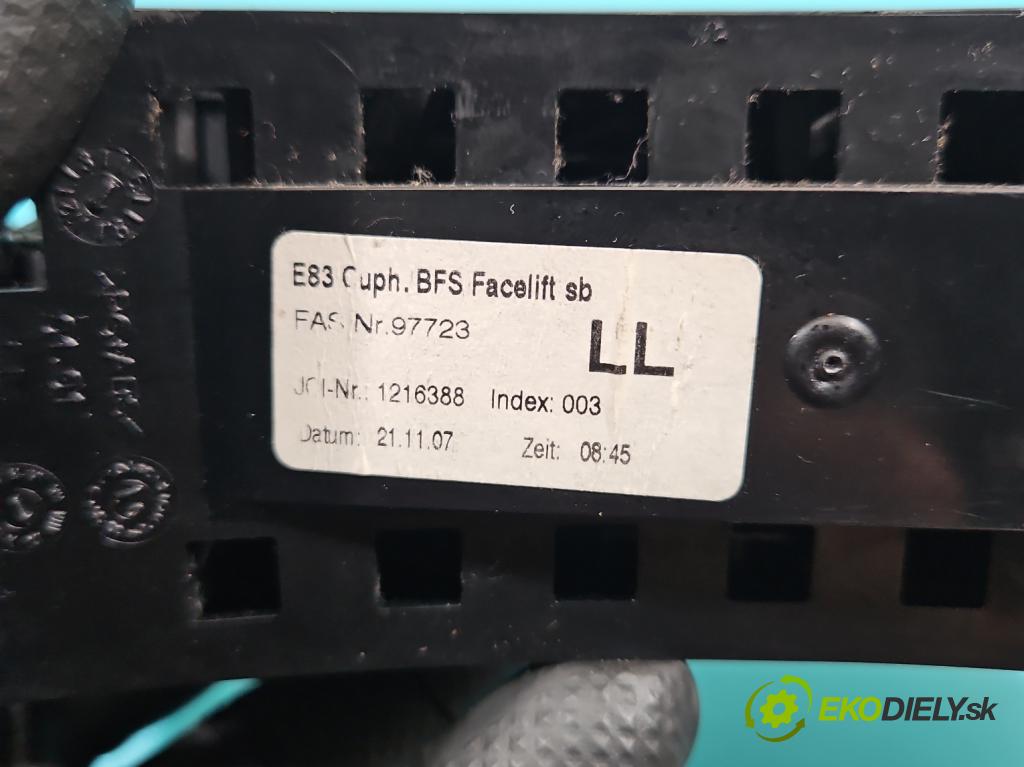 E83 Cuph. BFS Facelift sb
FAS Nr.97723
LL
JCI-Nr.: 1216388 Index: 003
Datum: 21.11.07 Zeit: 08:45
EKODIELY.sk